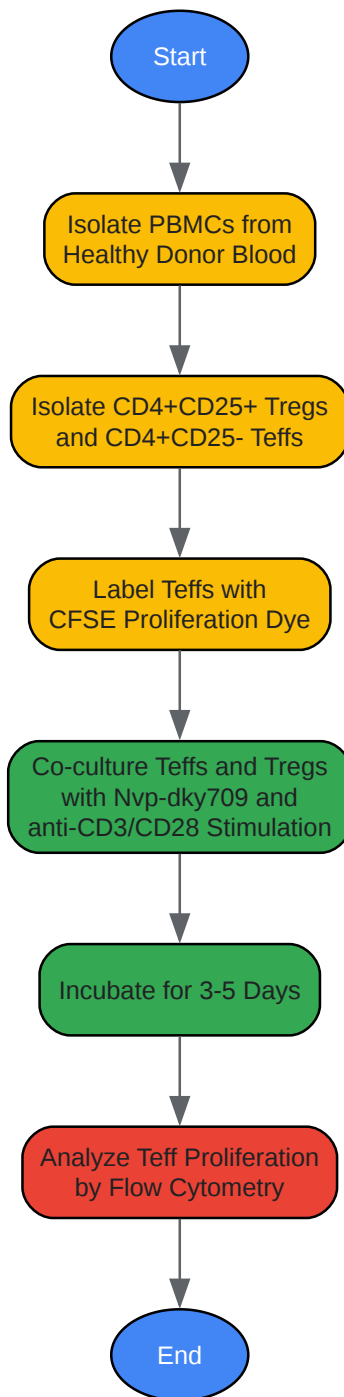 Start
Isolate PBMCs from
Healthy Donor Blood
Isolate CD4+CD25+ Tregs
and CD4+CD25- Teffs
Label Teffs with
CFSE Proliferation Dye
Co-culture Teffs and Tregs
with Nvp-dky709 and
anti-CD3/CD28 Stimulation
Incubate for 3-5 Days
Analyze Teff Proliferation
by Flow Cytometry
End